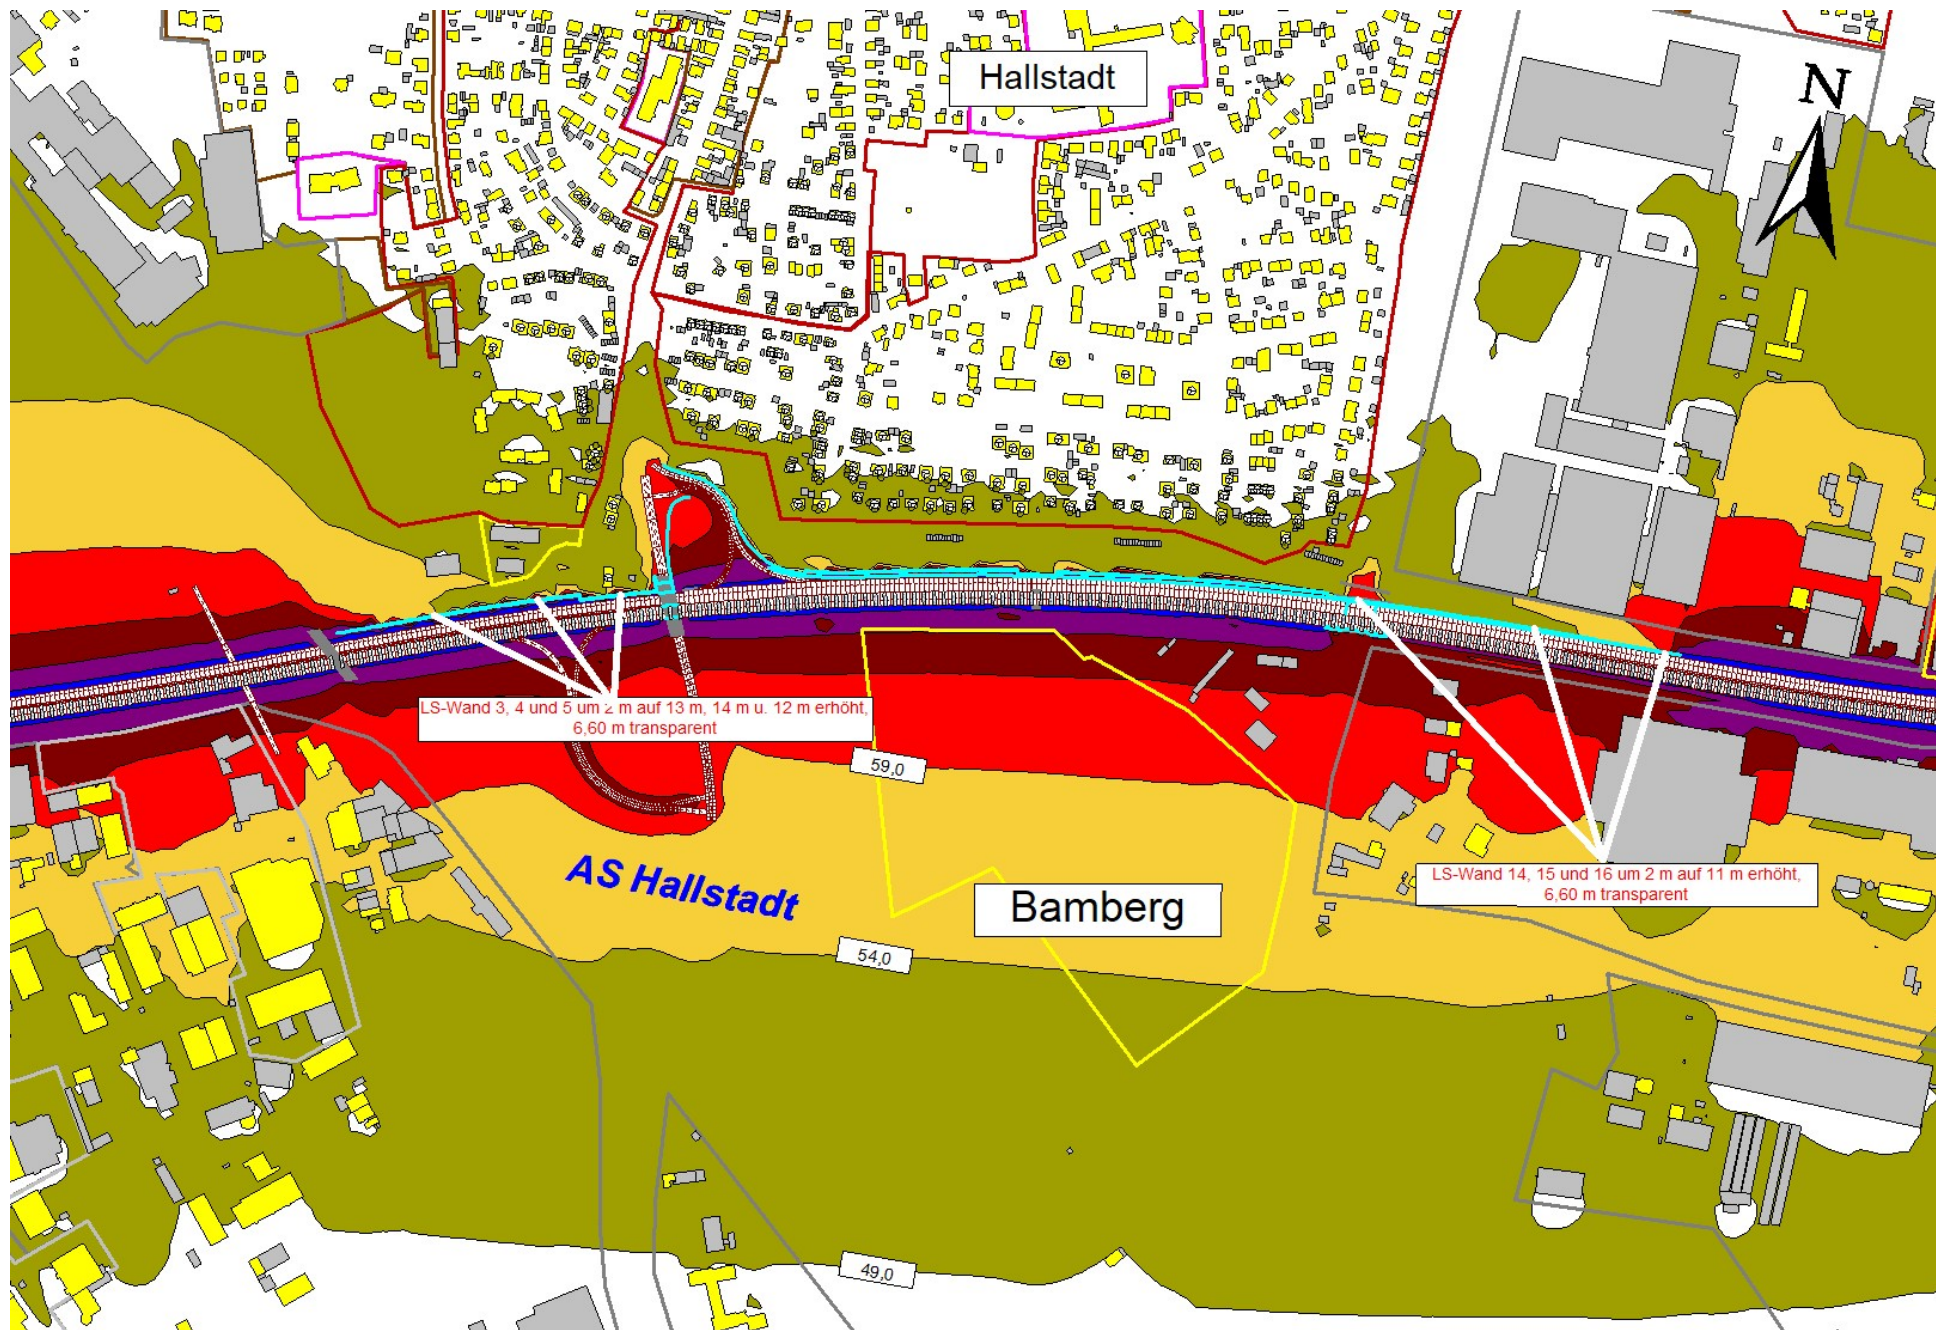 Hallstadt
N
LS-Wand 3, 4 und 5 um 2 m auf 13 m, 14 m u. 12 m erhöht,
6,60 m transparent
59,0
AS Hallstadt
LS-Wand 14, 15 und 16 um 2 m auf 11 m erhöht,
6,60 m transparent
Bamberg
54,0
49,0